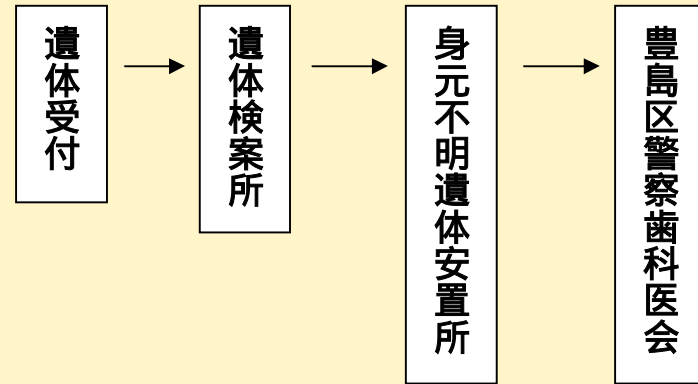 遺体受付
遺体検案所
身元不明遺体安置所
豊島区警察歯科医会